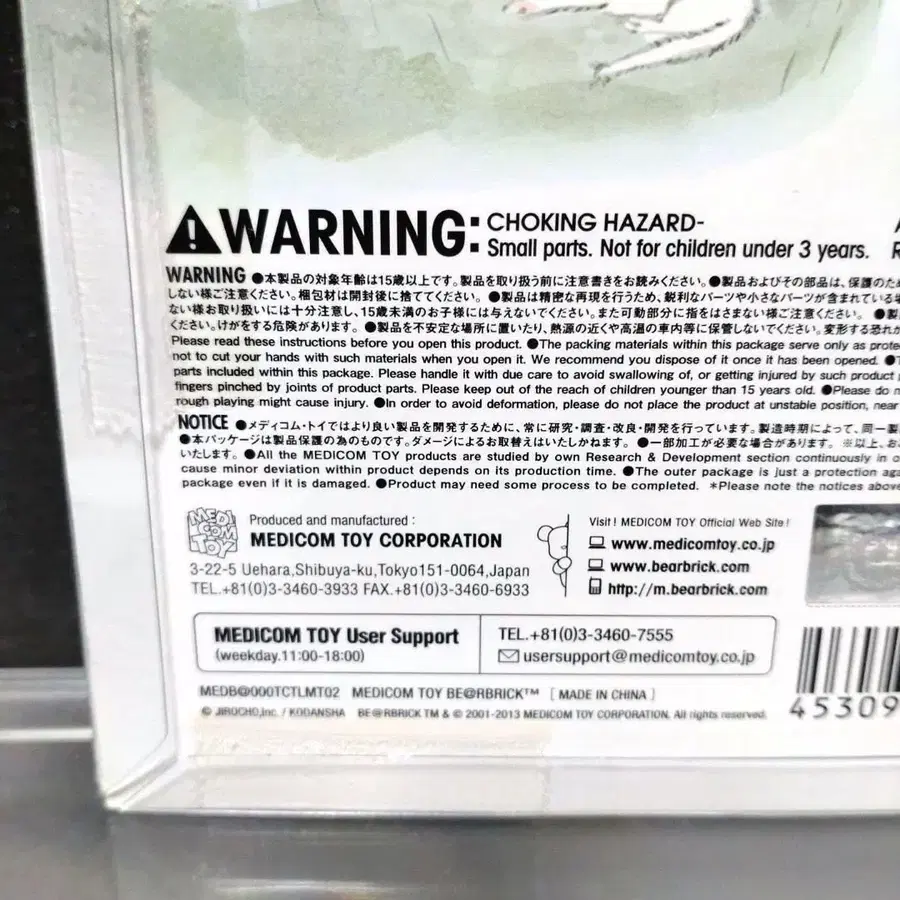 WARNING: CHOKING HAZARD-
Small parts. Not for children under 3 years.
WARNING ●本製品の対象年齢は15歳以上です。製品を取り扱う前に注意書きをお読みください。●製品およびその部品は、保護のため
しない様ご注意ください。梱包材は開封後に捨ててください。 ●製品は精密な再現を行うため、鋭利なパーツや小さなパーツが含まれている場
ない様お取り扱いには十分注意し、15歳未満のお子様には与えないでください。また可動部分に指をはさまない様ご注意ください。 ●製
ください。けがをする危険があります。 ●製品を不安定な場所に置いたり、熱源の近くや高温の車内等に保管しないでください。変形する恐れが
Please read these instructions before you open this product. ●The packing materials within this package serve only as prote
not to cut your hands with such materials when you open it. We recommend you dispose of it once it has been opened. ●T
parts included within this package. Please handle it with due care to avoid swallowing of, or getting injured by such product
fingers pinched by joints of product parts. Please keep out of the reach of children younger than 15 years old. ●Please do n
rough playing might cause injury. ●In order to avoid deformation, please do not place the product at unstable position, near
NOTICE ●メディコム・トイではより良い製品を開発するために、常に研究・調査・改良・開発を行っています。製造時期によって、同一製
●本パッケージは製品保護の為のものです。ダメージによるお取替えはいたしかねます。 ●一部加工が必要な場合があります。 ※以上、お
いたします。 ●All the MEDICOM TOY products are studied by own Research & Development section continuously in o
cause minor deviation within product depends on its production time. ●The outer package is just a protection aga
package even if it is damaged. ●Product may need some process to be completed. *Please note the notices above
MEDI COM TOY
Produced and manufactured :
MEDICOM TOY CORPORATION
3-22-5 Uehara,Shibuya-ku,Tokyo151-0064,Japan
TEL.+81(0)3-3460-3933 FAX.+81(0)3-3460-6933
Visit ! MEDICOM TOY Official Web Site !
www.medicomtoy.co.jp
www.bearbrick.com
http://m.bearbrick.com
MEDICOM TOY User Support
(weekday.11:00-18:00)
TEL.+81(0)3-3460-7555
usersupport@medicomtoy.co.jp
MEDB@000TCTLMT02 MEDICOM TOY BE@RBRICK™ [ MADE IN CHINA ]
© JIROCHO,Inc. / KODANSHA BE@RBRICK TM & © 2001-2013 MEDICOM TOY CORPORATION. All rights reserved.
45309